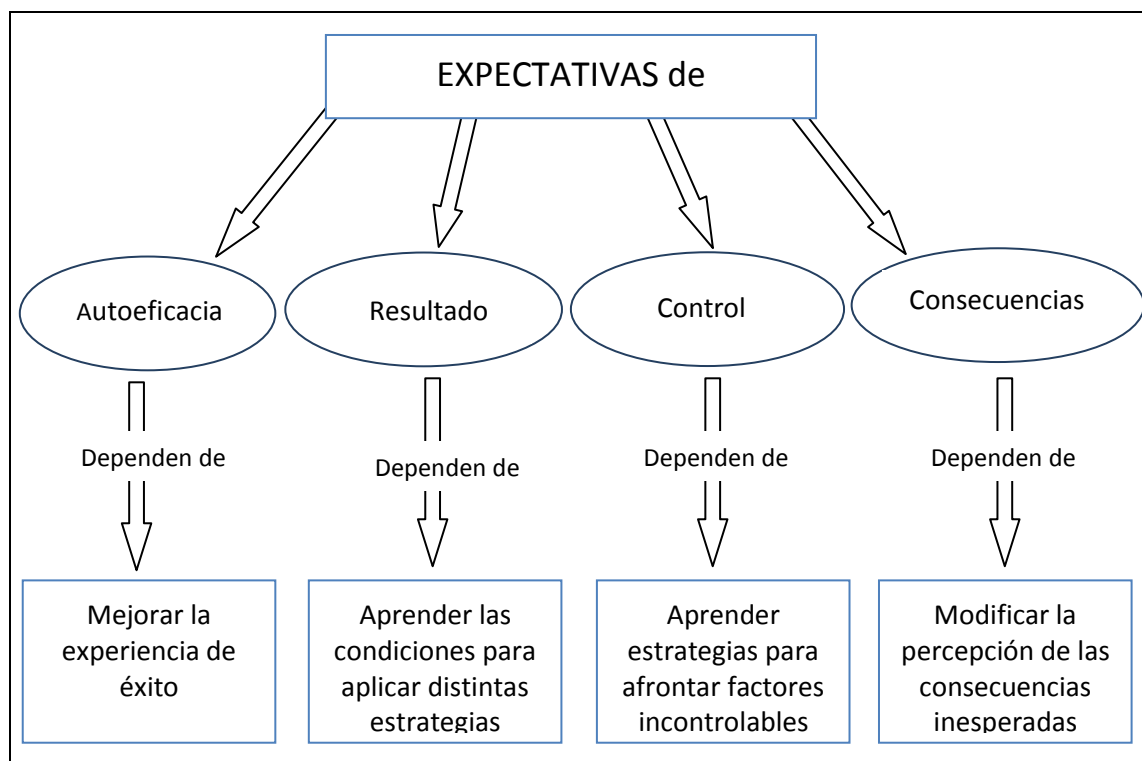 EXPECTATIVAS de
Autoeficacia
Resultado
Control
Consecuencias
Dependen de
Dependen de
Dependen de
Dependen de
Mejorar la
experiencia de
éxito
Aprender las
condiciones para
aplicar distintas
estrategias
Aprender
estrategias para
afrontar factores
incontrolables
Modificar la
percepción de las
consecuencias
inesperadas